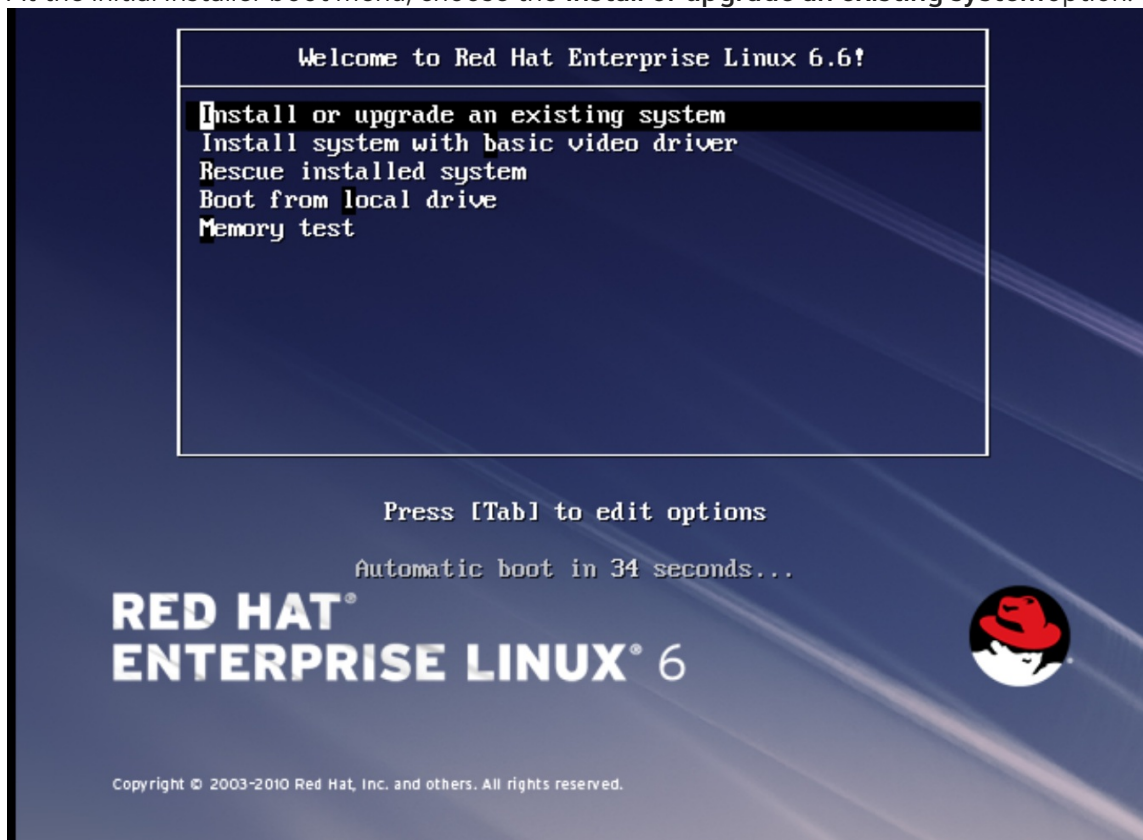 At the initial installer boot menu, choose the Install or upgrade an existing system option.
Welcome to Red Hat Enterprise Linux 6.6!
Install or upgrade an existing system
Install system with basic video driver
Rescue installed system
Boot from local drive
Memory test
Press [Tab] to edit options
Automatic boot in 34 seconds...
RED HAT®
ENTERPRISE LINUX® 6
Copyright © 2003-2010 Red Hat, Inc. and others. All rights reserved.